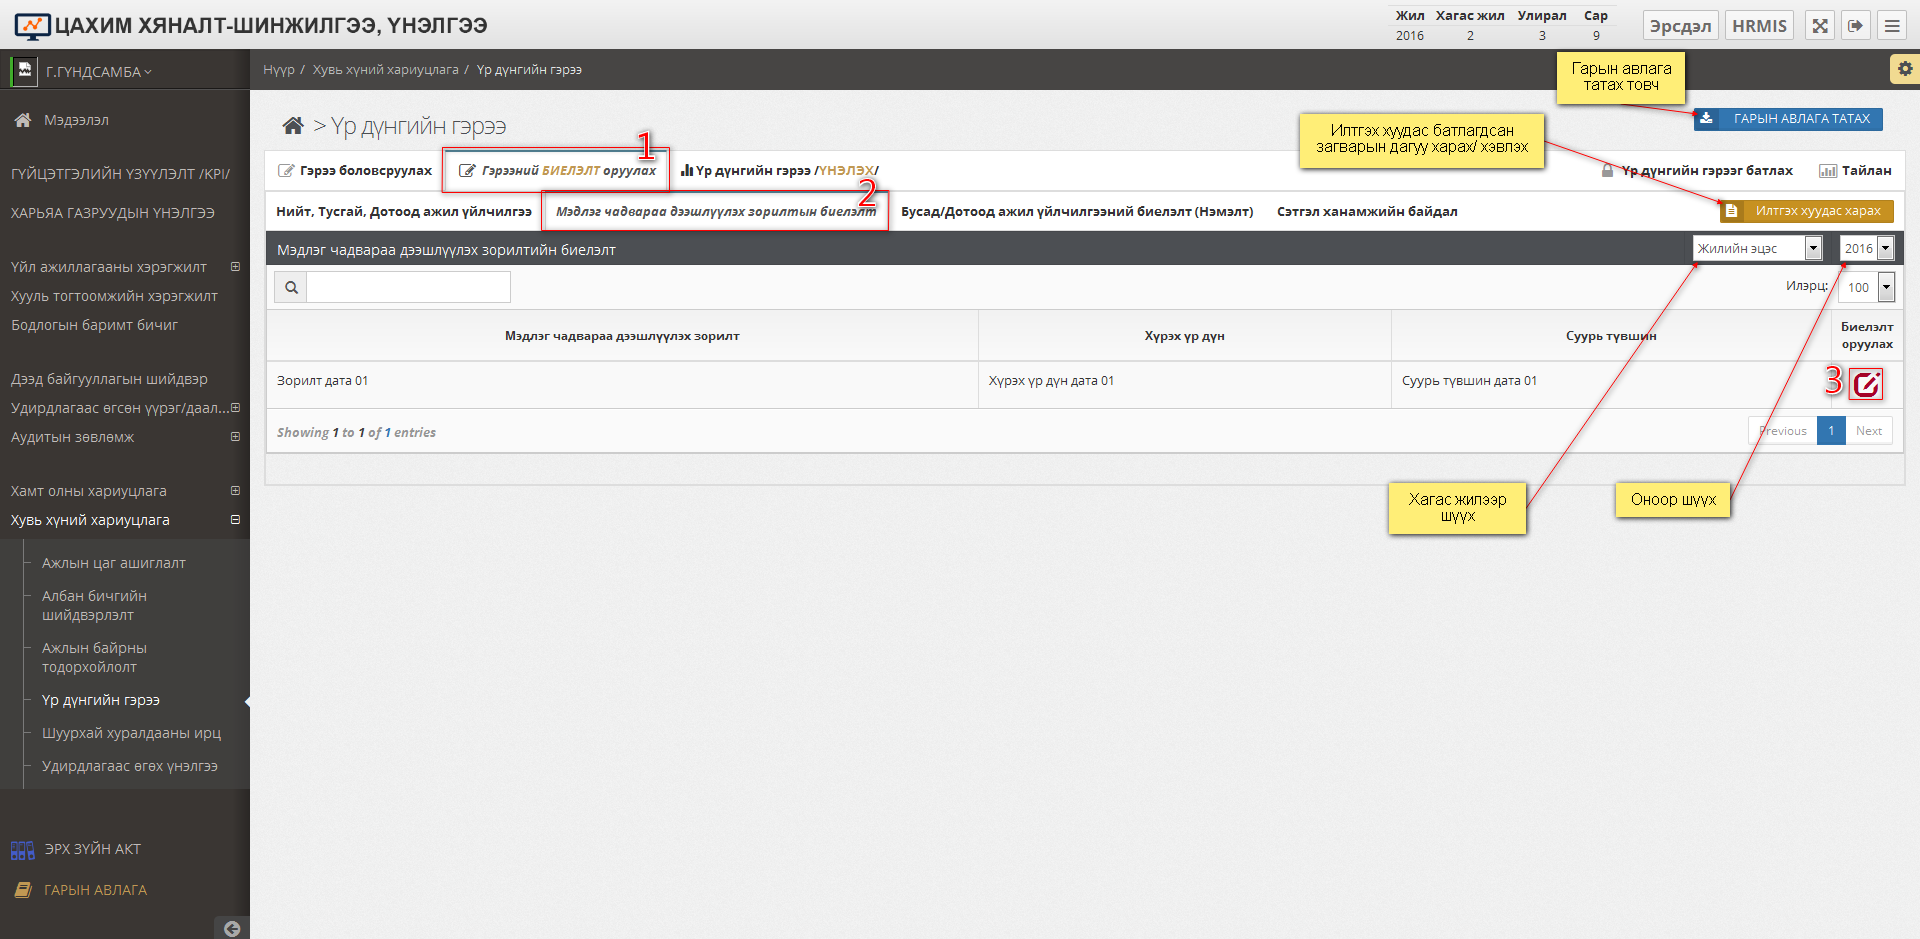 ЦАХИМ ХЯНАЛТ-ШИНЖИЛГЭЭ, ҮНЭЛГЭЭ
Жил Хагас жил Улирал Сар
2016 2 3 9
Эрсдэл HRMIS
Г.ГҮНДСАМБА
Нүүр / Хувь хүний хариуцлага / Үр дүнгийн гэрээ
Гарын авлага
татах товч
Мэдээлэл
> Үр дүнгийн гэрээ
ГАРЫН АВЛАГА ТАТАХ
Илтгэх хуудас батлагдсан
загварын дагуу харах/ хэвлэх
1
ГҮЙЦЭТГЭЛИЙН ҮЗҮҮЛЭЛТ /KPI/
Гэрээ боловсруулах
Гэрээний БИЕЛЭЛТ оруулах
Үр дүнгийн гэрээ /ҮНЭЛЭХ/
Үр дүнгийн гэрээг батлах
Тайлан
2
ХАРЬЯА ГАЗРУУДЫН ҮНЭЛГЭЭ
Нийт, Тусгай, Дотоод ажил үйлчилгээ
Мэдлэг чадвараа дээшлүүлэх зорилтын биелэлт
Бусад/Дотоод ажил үйлчилгээний биелэлт (Нэмэлт)
Сэтгэл ханамжийн байдал
Илтгэх хуудас харах
Мэдлэг чадвараа дээшлүүлэх зорилтийн биелэлт
Жилийн эцэс
2016
Үйл ажиллагааны хэрэгжилт
Хууль тогтоомжийн хэрэгжилт
Бодлогын баримт бичиг
Илэрц: 100
Мэдлэг чадвараа дээшлүүлэх зорилт
Хүрэх үр дүн
Суурь түвшин
Биелэлт
оруулах
Зорилт дата 01
Хүрэх үр дүн дата 01
Суурь түвшин дата 01
3
Дээд байгууллагын шийдвэр
Удирдлагаас өгсөн үүрэг/даал...
Аудитын зөвлөмж
Showing 1 to 1 of 1 entries
Previous 1 Next
Хамт олны хариуцлага
Хувь хүний хариуцлага
Хагас жилээр
шүүх
Оноор шүүх
Ажлын цаг ашиглалт
Албан бичгийн
шийдвэрлэлт
Ажлын байрны
тодорхойлолт
Үр дүнгийн гэрээ
Шуурхай хуралдааны ирц
Удирдлагаас өгөх үнэлгээ
ЭРХ ЗҮЙН АКТ
ГАРЫН АВЛАГА